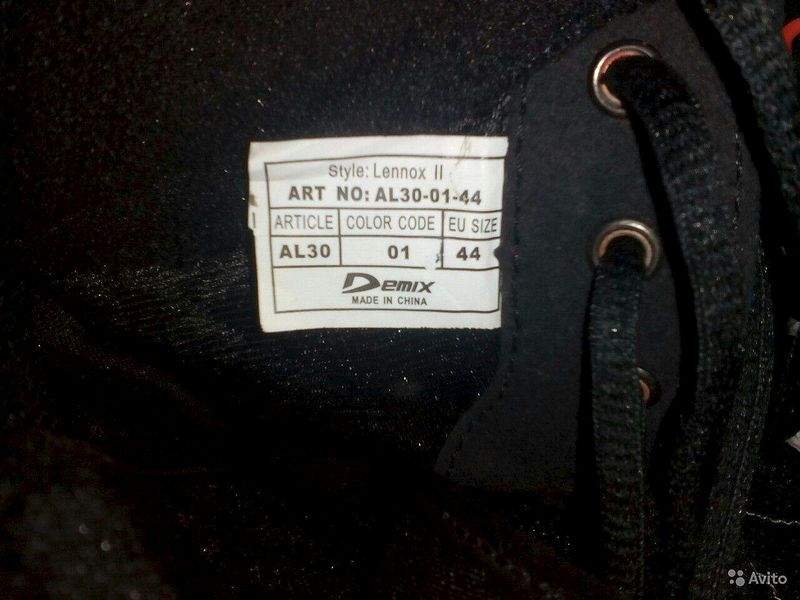 Style: Lennox II
ART NO: AL30-01-44
ARTICLE COLOR CODE EU SIZE
AL30 01 44
Demix
MADE IN CHINA
Avito